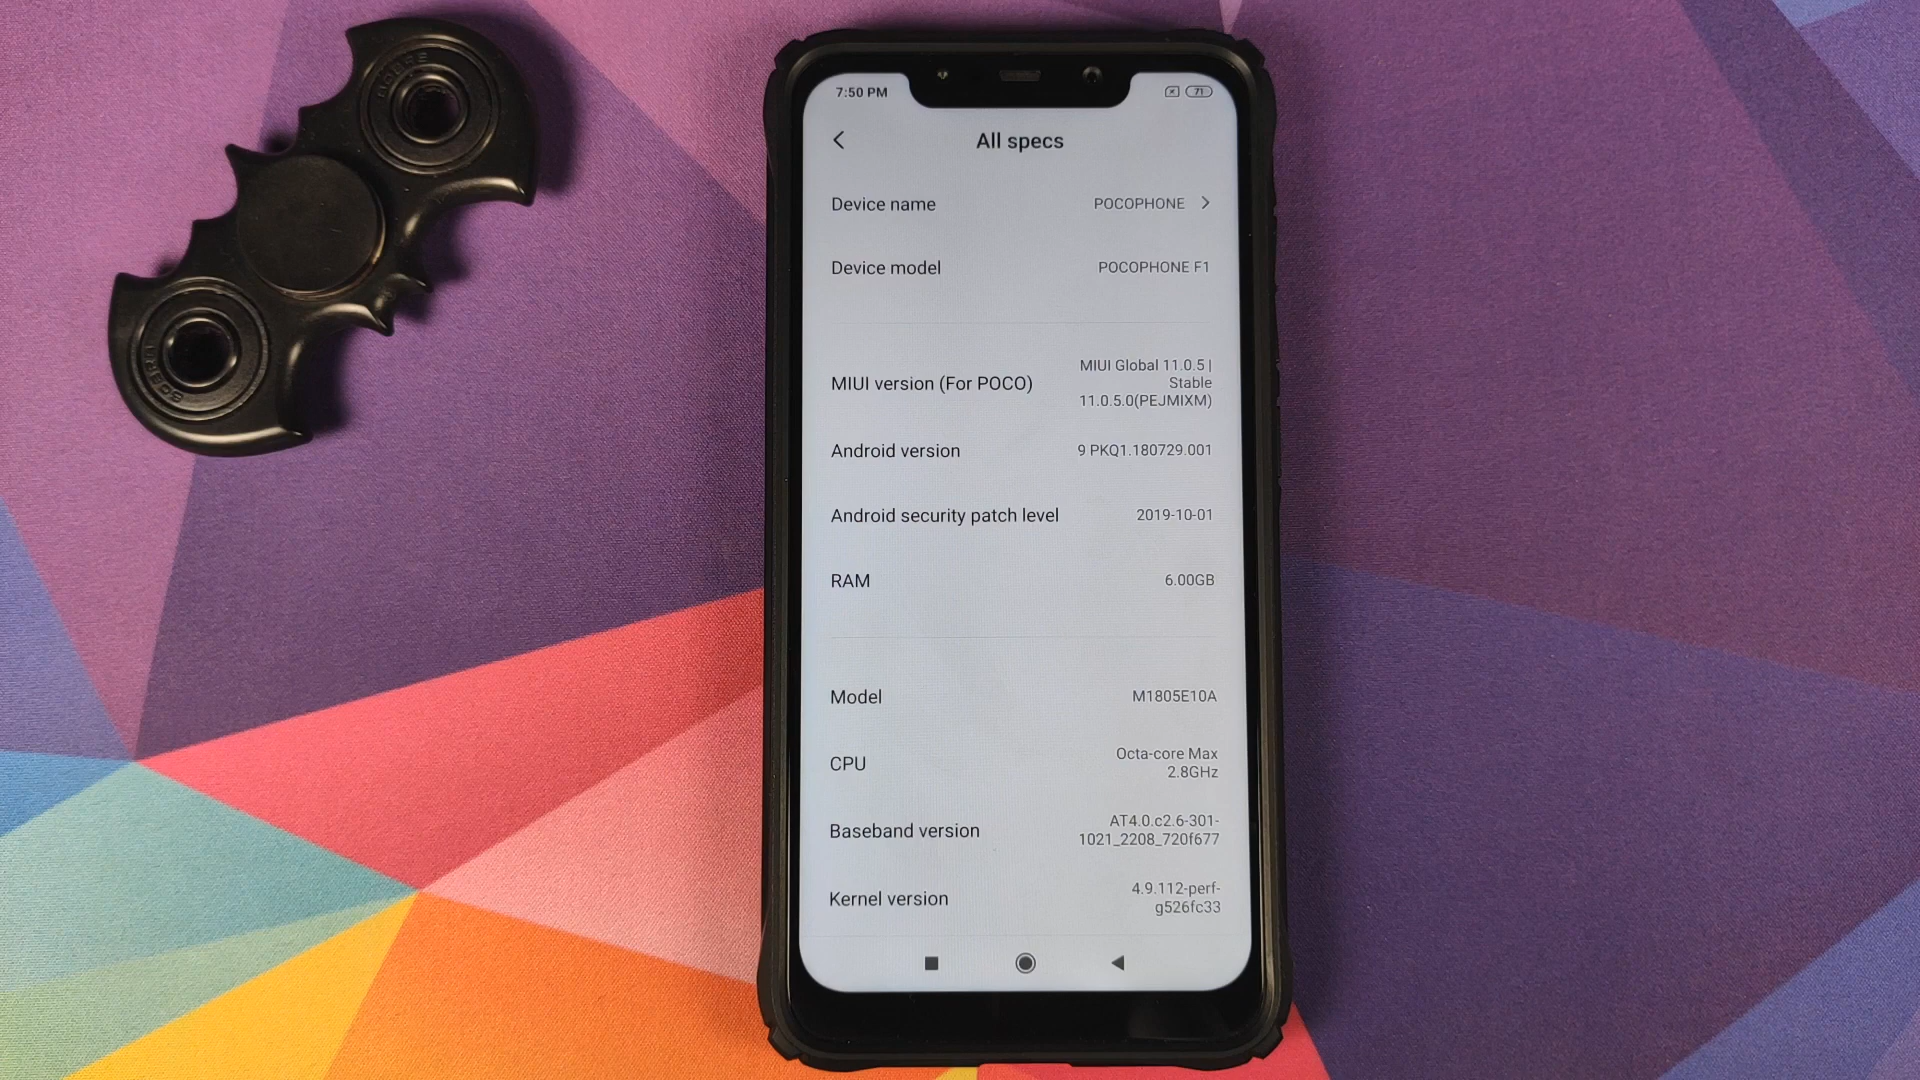 7:50 PM
71
All specs
Device name
POCOPHONE
Device model
POCOPHONE F1
MIUI version (For POCO)
MIUI Global 11.0.5 |
Stable
11.0.5.0(PEJMIXM)
Android version
9 PKQ1.180729.001
Android security patch level
2019-10-01
RAM
6.00GB
Model
M1805E10A
CPU
Octa-core Max
2.8GHz
Baseband version
AT4.0.c2.6-301-
1021_2208_720f677
Kernel version
4.9.112-perf-
g526fc33